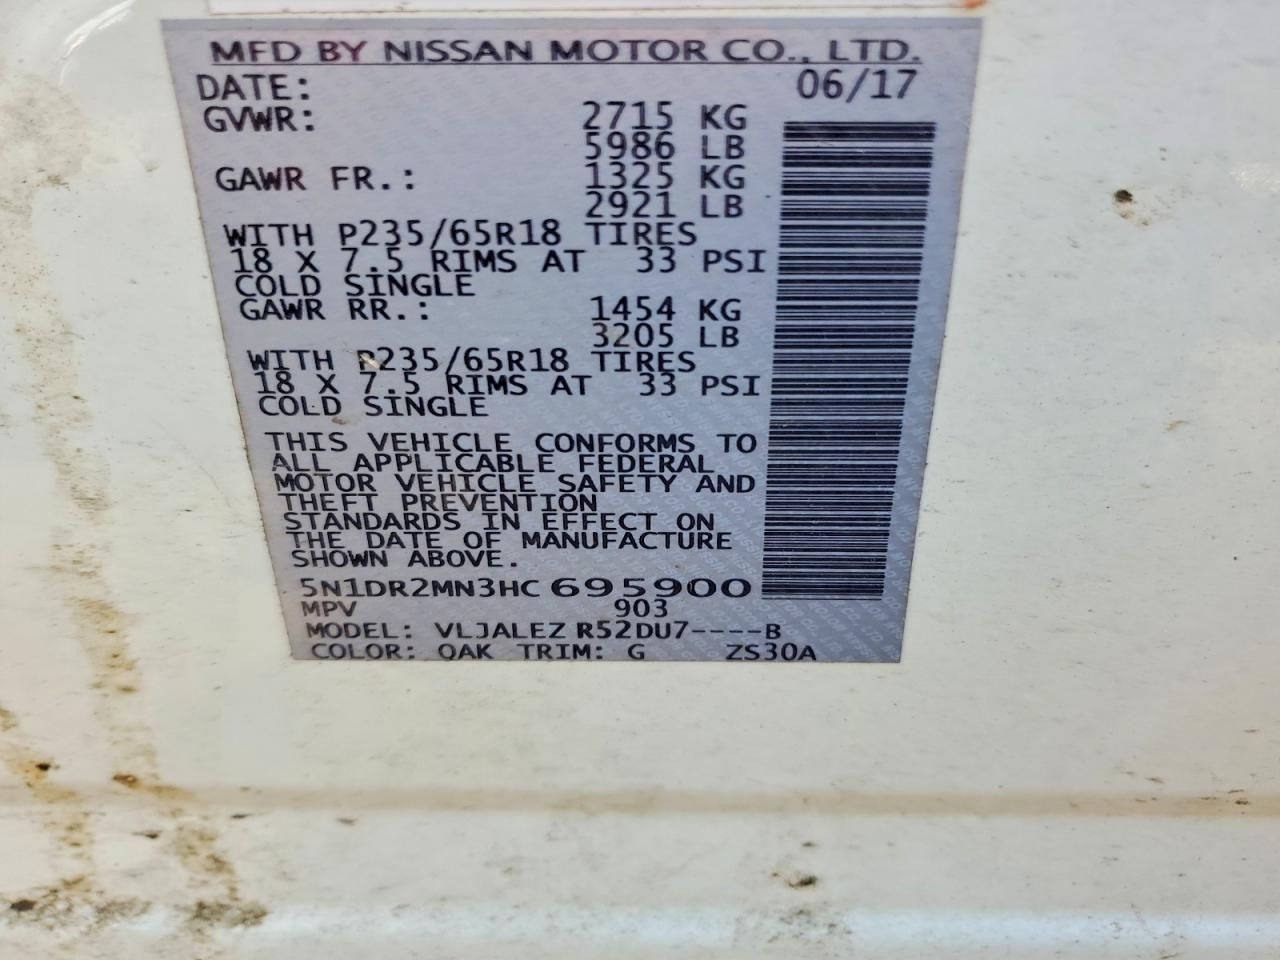 MFD BY NISSAN MOTOR CO., LTD.
DATE: 06/17
GVWR: 2715 KG
5986 LB
GAWR FR.: 1325 KG
2921 LB
WITH P235/65R18 TIRES
18 X 7.5 RIMS AT 33 PSI
COLD SINGLE
GAWR RR.: 1454 KG
3205 LB
WITH P235/65R18 TIRES
18 X 7.5 RIMS AT 33 PSI
COLD SINGLE
THIS VEHICLE CONFORMS TO
ALL APPLICABLE FEDERAL
MOTOR VEHICLE SAFETY AND
THEFT PREVENTION
STANDARDS IN EFFECT ON
THE DATE OF MANUFACTURE
SHOWN ABOVE.
5N1DR2MN3HC695900
MPV 903
MODEL: VLJALEZ R52DU7----B
COLOR: QAK TRIM: G ZS30A